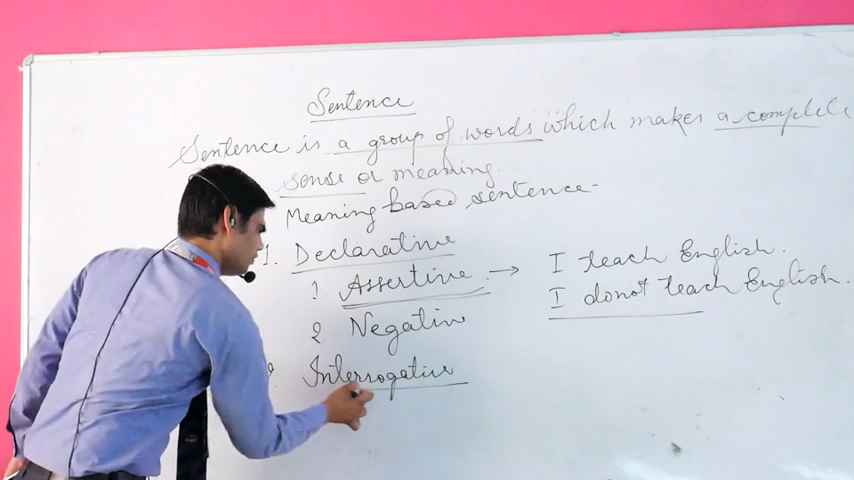 Sentence
Sentence is a group of words which makes a complete
sense or meaning.
Meaning based sentence-
1. Declarative
1. Assertive → I teach English.
I donot teach English.
2. Negative
Interrogative